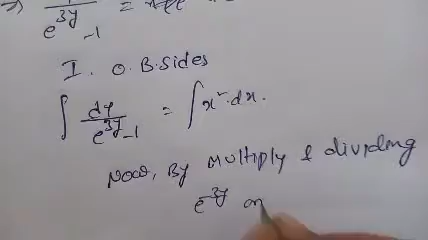 e^{3y} -1
I. O. B. Sides
∫ dy/e^{3y}-1 = ∫ x² dx.
Now, By Multiply & dividing
e^{-3y} on